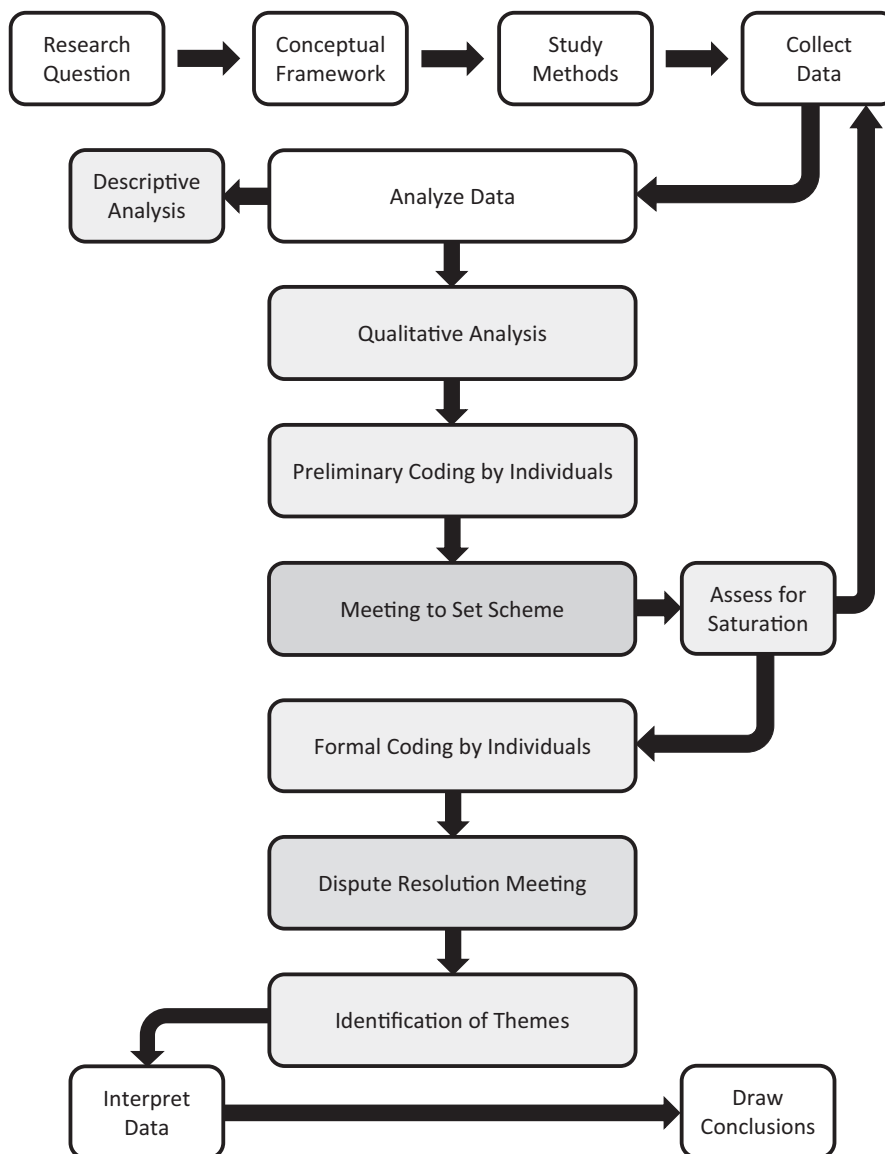 Research
Question
Conceptual
Framework
Study
Methods
Collect
Data
Descriptive
Analysis
Analyze Data
Qualitative Analysis
Preliminary Coding by Individuals
Meeting to Set Scheme
Assess for
Saturation
Formal Coding by Individuals
Dispute Resolution Meeting
Identification of Themes
Interpret
Data
Draw
Conclusions